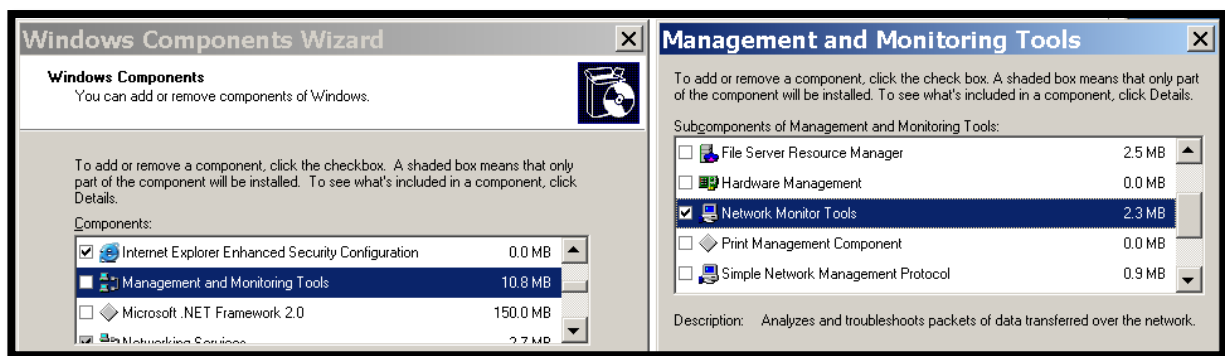 Windows Components Wizard
Windows Components
You can add or remove components of Windows.
To add or remove a component, click the checkbox. A shaded box means that only
part of the component will be installed. To see what's included in a component, click
Details.
Components:
Internet Explorer Enhanced Security Configuration 0.0 MB
Management and Monitoring Tools 10.8 MB
Microsoft .NET Framework 2.0 150.0 MB
Networking Services 2.7 MB
Management and Monitoring Tools
To add or remove a component, click the check box. A shaded box means that only part
of the component will be installed. To see what's included in a component, click Details.
Subcomponents of Management and Monitoring Tools:
File Server Resource Manager 2.5 MB
Hardware Management 0.0 MB
Network Monitor Tools 2.3 MB
Print Management Component 0.0 MB
Simple Network Management Protocol 0.9 MB
Description: Analyzes and troubleshoots packets of data transferred over the network.